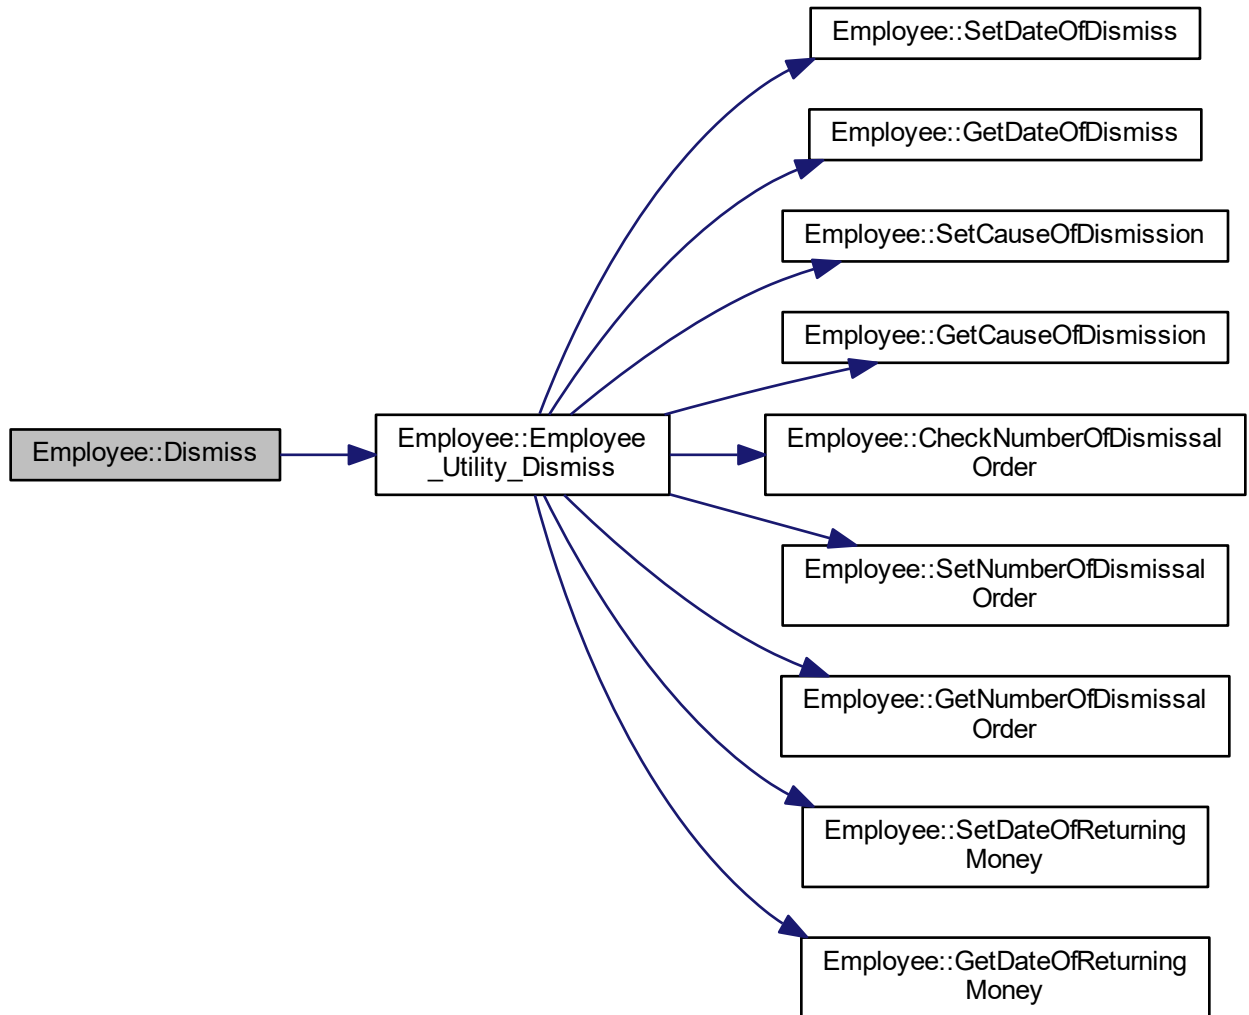 Employee::SetDateOfDismiss
Employee::GetDateOfDismiss
Employee::SetCauseOfDismission
Employee::GetCauseOfDismission
Employee::Dismiss
Employee::Employee
_Utility_Dismiss
Employee::CheckNumberOfDismissal
Order
Employee::SetNumberOfDismissal
Order
Employee::GetNumberOfDismissal
Order
Employee::SetDateOfReturning
Money
Employee::GetDateOfReturning
Money